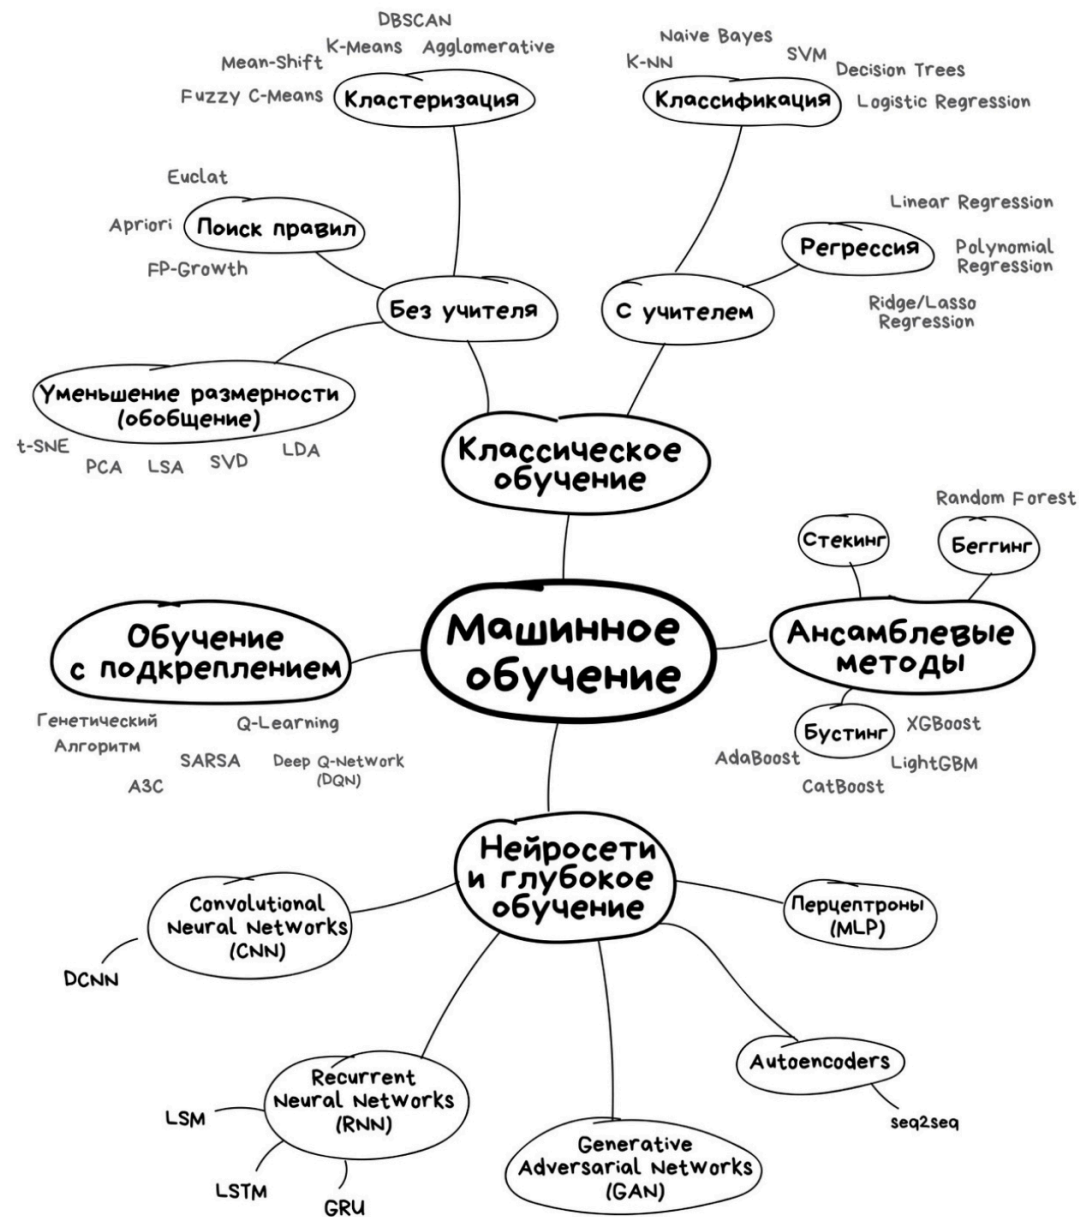 DBSCAN
K-Means
Agglomerative
Mean-Shift
Fuzzy C-Means
Кластеризация
Naive Bayes
K-NN
SVM
Decision Trees
Классификация
Logistic Regression
Euclat
Apriori
Поиск правил
FP-Growth
Linear Regression
Регрессия
Polynomial
Regression
Ridge/Lasso
Regression
Без учителя
С учителем
Уменьшение размерности
(обобщение)
t-SNE
PCA
LSA
SVD
LDA
Классическое
обучение
Random Forest
Стекинг
Беггинг
Обучение
с подкреплением
Машинное
обучение
Ансамблевые
методы
Генетический
Алгоритм
Q-Learning
SARSA
Deep Q-Network
(DQN)
A3C
Бустинг
XGBoost
AdaBoost
LightGBM
CatBoost
Нейросети
и глубокое
обучение
Convolutional
Neural Networks
(CNN)
DCNN
Перцептроны
(MLP)
Autoencoders
seq2seq
Recurrent
Neural Networks
(RNN)
LSM
LSTM
GRU
Generative
Adversarial Networks
(GAN)